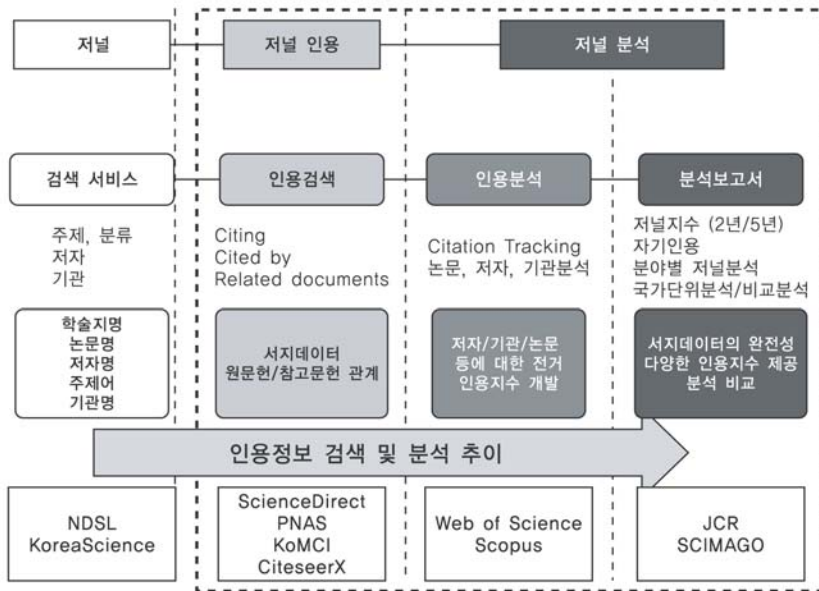 저널
저널 인용
저널 분석
검색 서비스
인용검색
인용분석
분석보고서
주제, 분류
저자
기관
Citing
Cited by
Related documents
Citation Tracking
논문, 저자, 기관분석
저널지수 (2년/5년)
자기인용
분야별 저널분석
국가단위분석/비교분석
학술지명
논문명
저자명
주제어
기관명
서지데이터
원문헌/참고문헌 관계
저자/기관/논문
등에 대한 전거
인용지수 개발
서지데이터의 완전성
다양한 인용지수 제공
분석 비교
인용정보 검색 및 분석 추이
NDSL
KoreaScience
ScienceDirect
PNAS
KoMCI
CiteseerX
Web of Science
Scopus
JCR
SCIMAGO